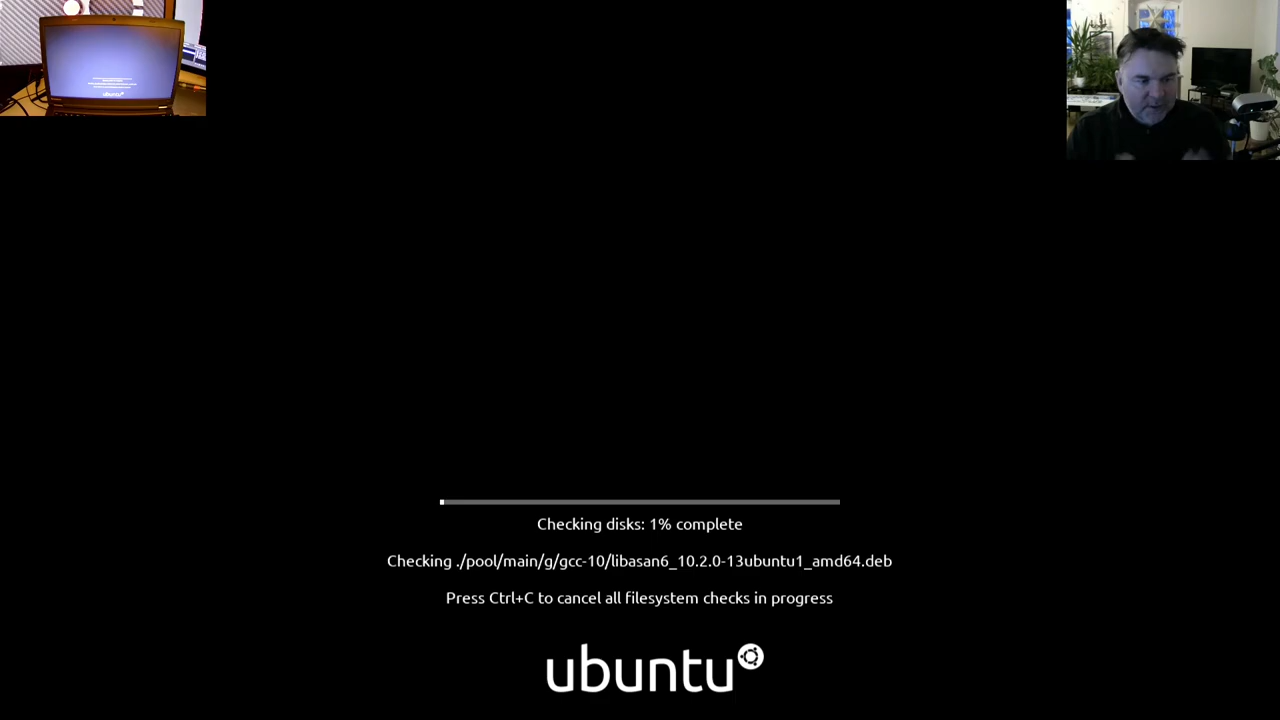 Checking disks: 1% complete
Checking ./pool/main/g/gcc-10/libasan6_10.2.0-13ubuntu1_amd64.deb
Press Ctrl+C to cancel all filesystem checks in progress
ubuntu